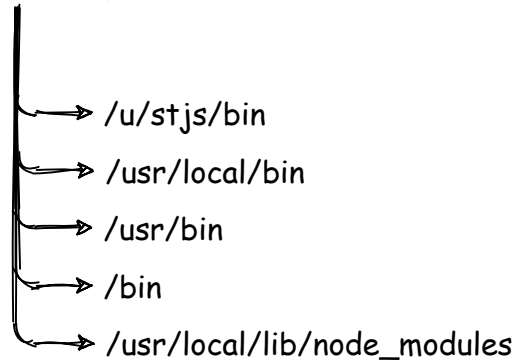 /u/stjs/bin
/usr/local/bin
/usr/bin
/bin
/usr/local/lib/node_modules